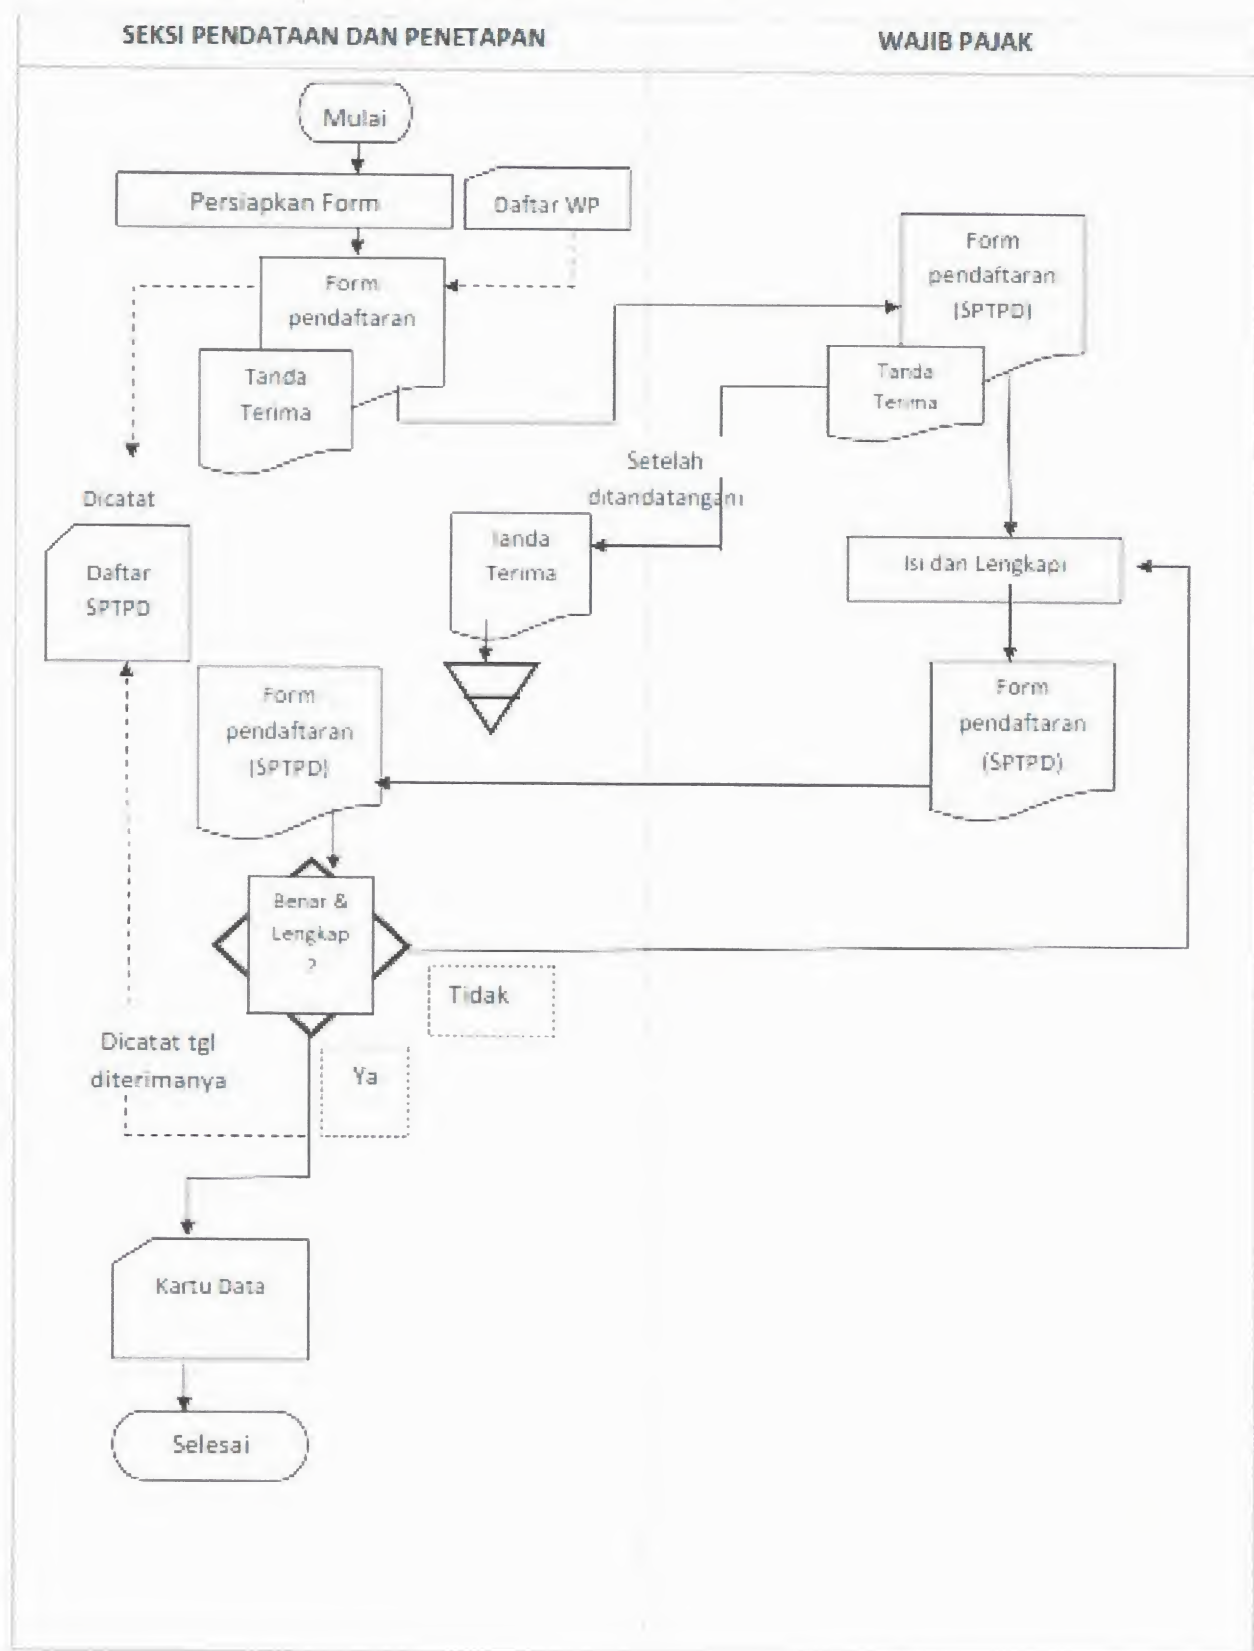 SEKSI PENDATAAN DAN PENETAPAN
WAJIB PAJAK
Mulai
Persiapkan Form
Daftar WP
Form
pendaftaran
Tanda
Terima
Form
pendaftaran
(SPTPD)
Tanda
Terima
Setelah
ditandatangani
Dicatat
Daftar
SPTPD
Tanda
Terima
Isi dan Lengkapi
Form
pendaftaran
(SPTPD)
Form
pendaftaran
(SPTPD)
Benar &
Lengkap
?
Tidak
Dicatat tgl
diterimanya
Ya
Kartu Data
Selesai